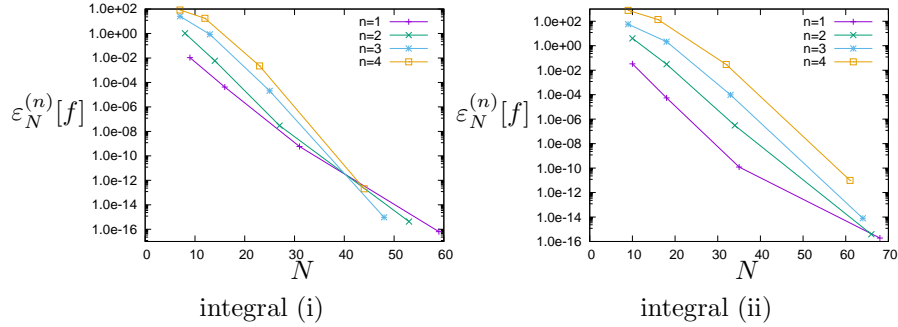 1.0e+02
1.0e+00
1.0e-02
1.0e-04
1.0e-06
1.0e-08
1.0e-10
1.0e-12
1.0e-14
1.0e-16
ε_N^{(n)}[f]
n=1
n=2
n=3
n=4
0 10 20 30 40 50 60
N
integral (i)
1.0e+02
1.0e+00
1.0e-02
1.0e-04
1.0e-06
1.0e-08
1.0e-10
1.0e-12
1.0e-14
1.0e-16
ε_N^{(n)}[f]
n=1
n=2
n=3
n=4
0 10 20 30 40 50 60 70
N
integral (ii)